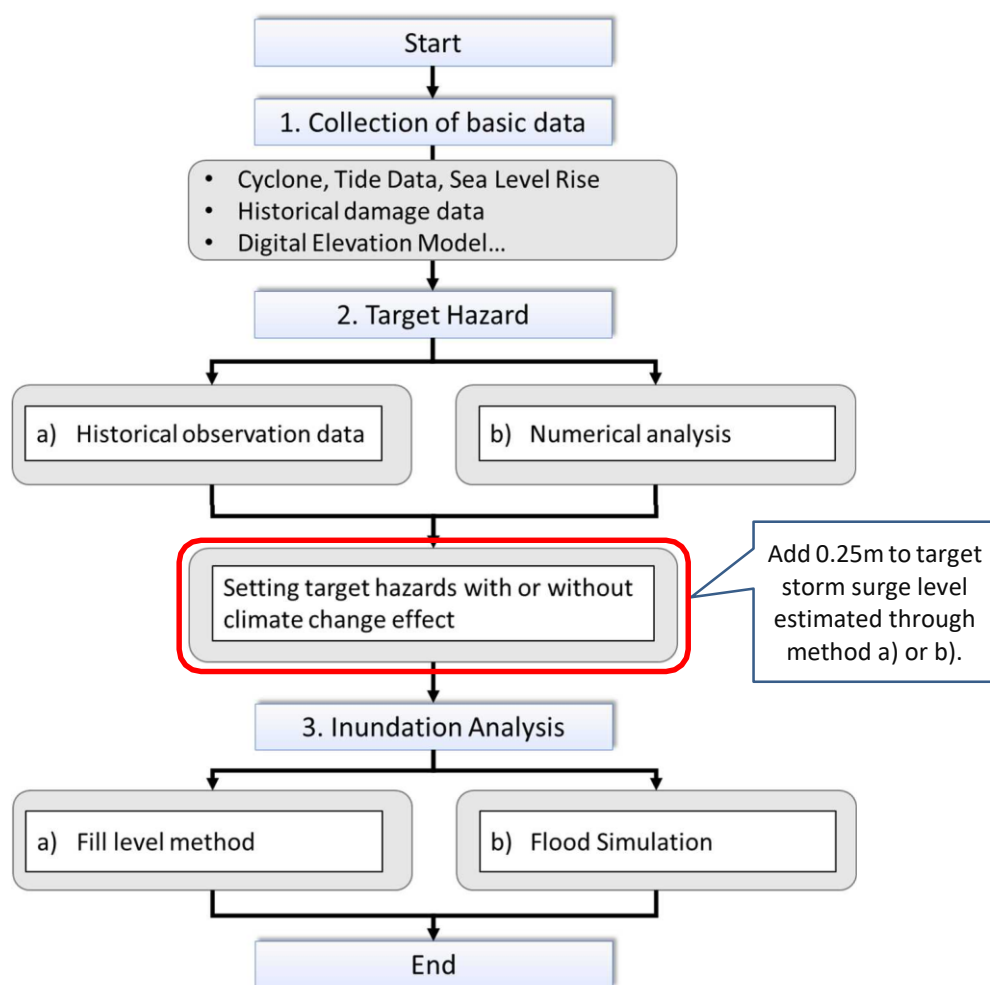 Start
1. Collection of basic data
• Cyclone, Tide Data, Sea Level Rise
• Historical damage data
• Digital Elevation Model...
2. Target Hazard
a) Historical observation data
b) Numerical analysis
Setting target hazards with or without
climate change effect
Add 0.25m to target
storm surge level
estimated through
method a) or b).
3. Inundation Analysis
a) Fill level method
b) Flood Simulation
End